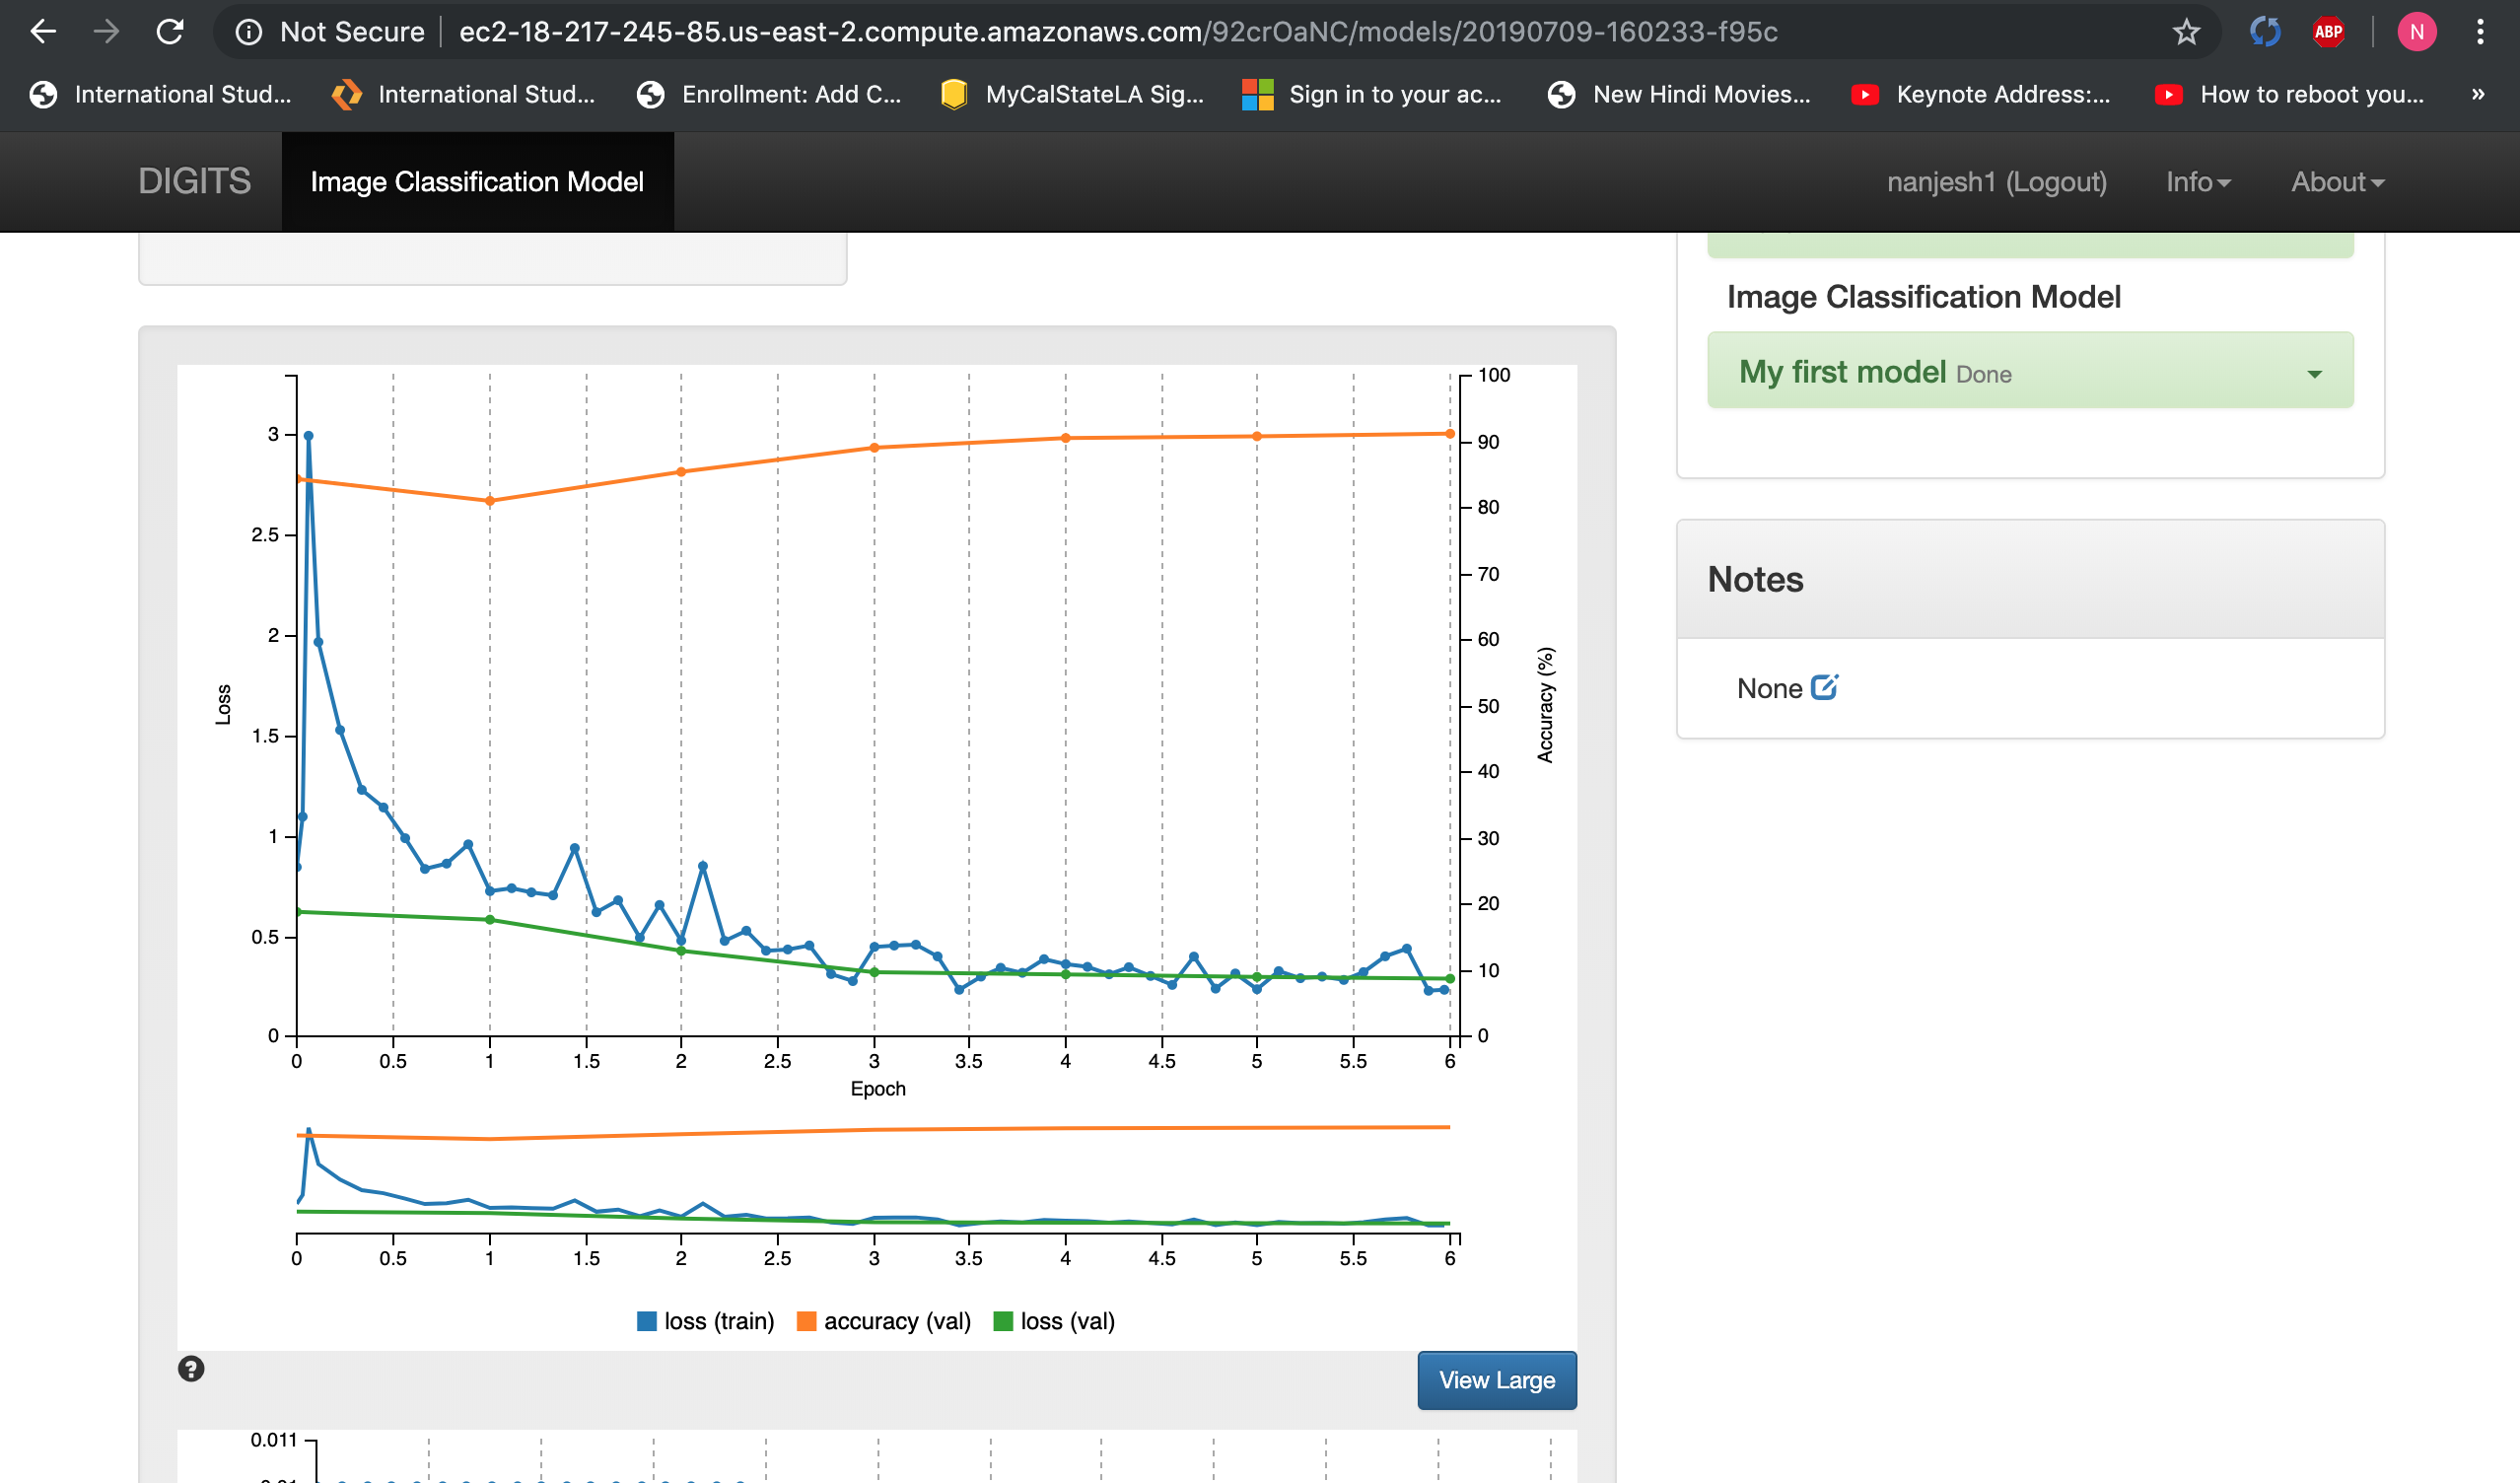 Not Secure ec2-18-217-245-85.us-east-2.compute.amazonaws.com/92crOaNC/models/20190709-160233-f95c ABP N
International Stud... International Stud... Enrollment: Add C... MyCalStateLA Sig... Sign in to your ac... New Hindi Movies... Keynote Address:... How to reboot you... »
DIGITS Image Classification Model nanjesh1 (Logout) Info About
Image Classification Model
My first model Done
Notes
None
3
2.5
2
1.5
1
0.5
0
Loss
100
90
80
70
60
50
40
30
20
10
0
Accuracy (%)
0 0.5 1 1.5 2 2.5 3 3.5 4 4.5 5 5.5 6
Epoch
0 0.5 1 1.5 2 2.5 3 3.5 4 4.5 5 5.5 6
loss (train) accuracy (val) loss (val)
?
View Large
0.011